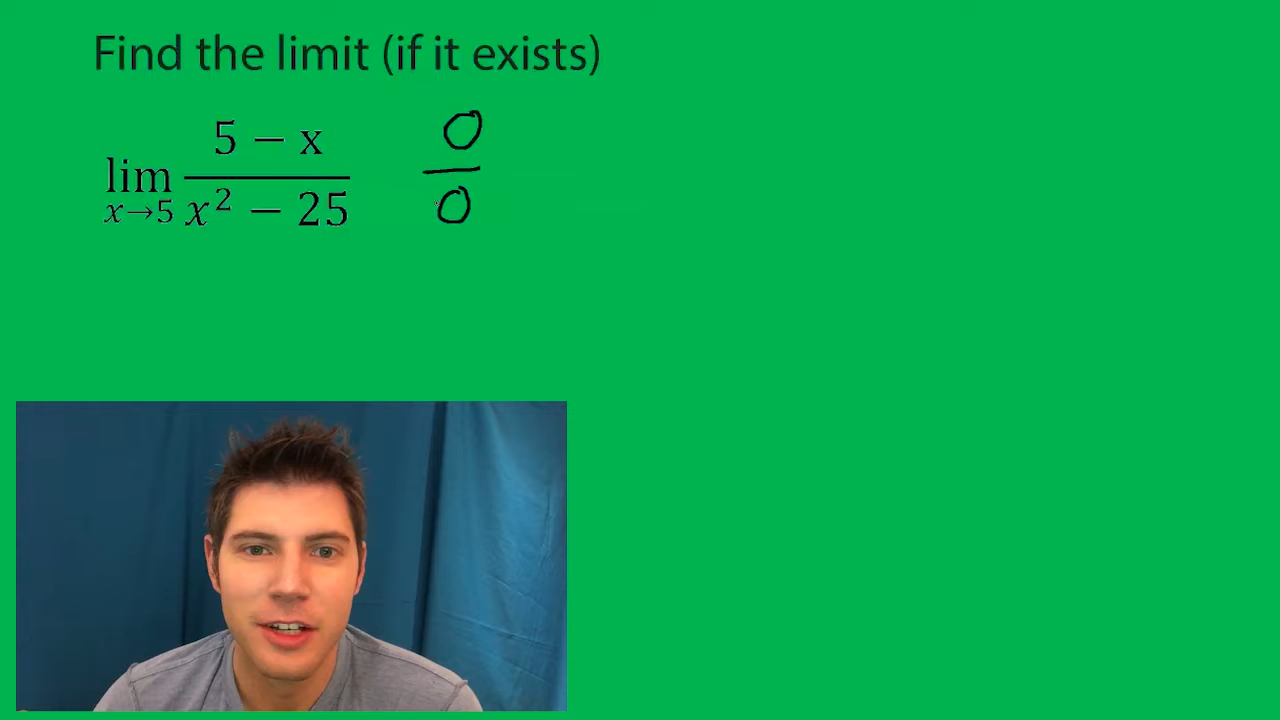 Find the limit (if it exists)
lim x→5 (5 − x)/(x² − 25) 0/0